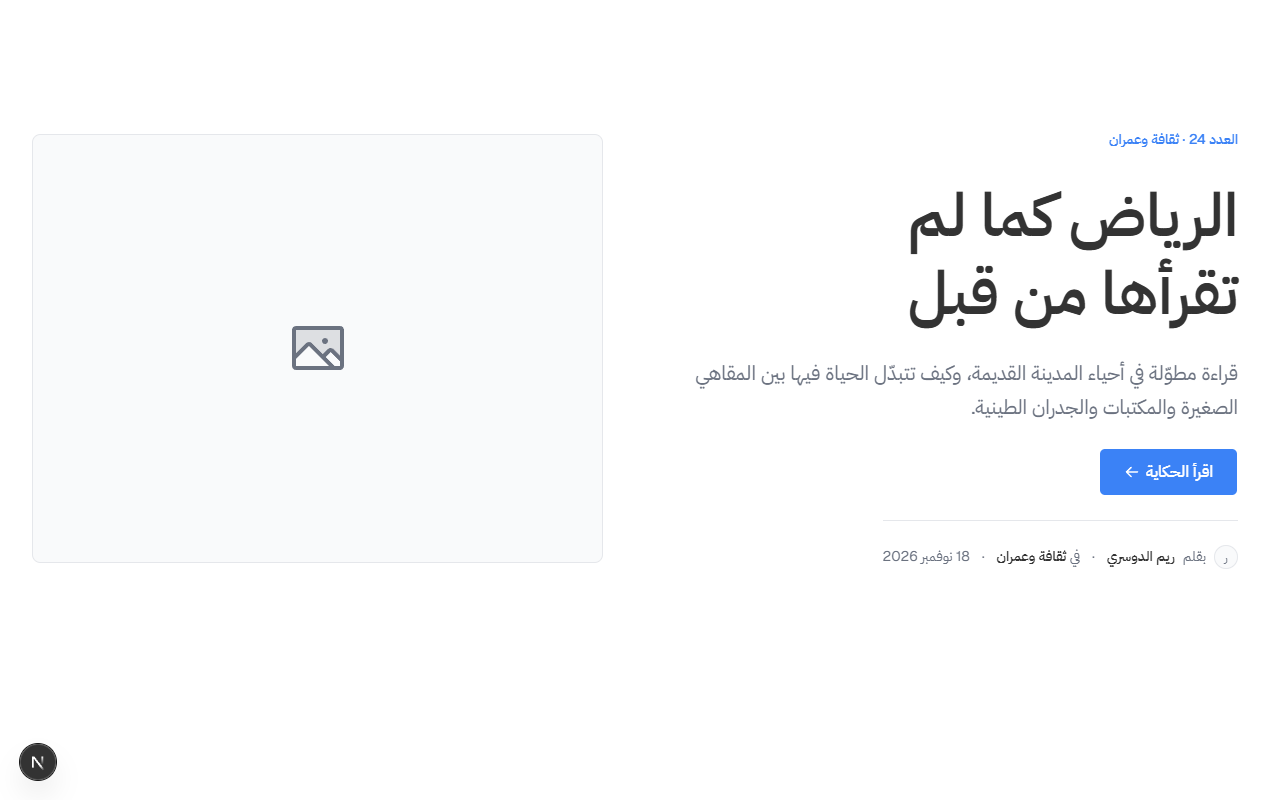 العدد 24 · ثقافة وعمران
الرياض كما لم
تقرأها من قبل
قراءة مطوّلة في أحياء المدينة القديمة، وكيف تتبدّل الحياة فيها بين المقاهي
الصغيرة والمكتبات والجدران الطينية.
اقرأ الحكاية ←
ر بقلم ريم الدوسري · في ثقافة وعمران · 18 نوفمبر 2026
N